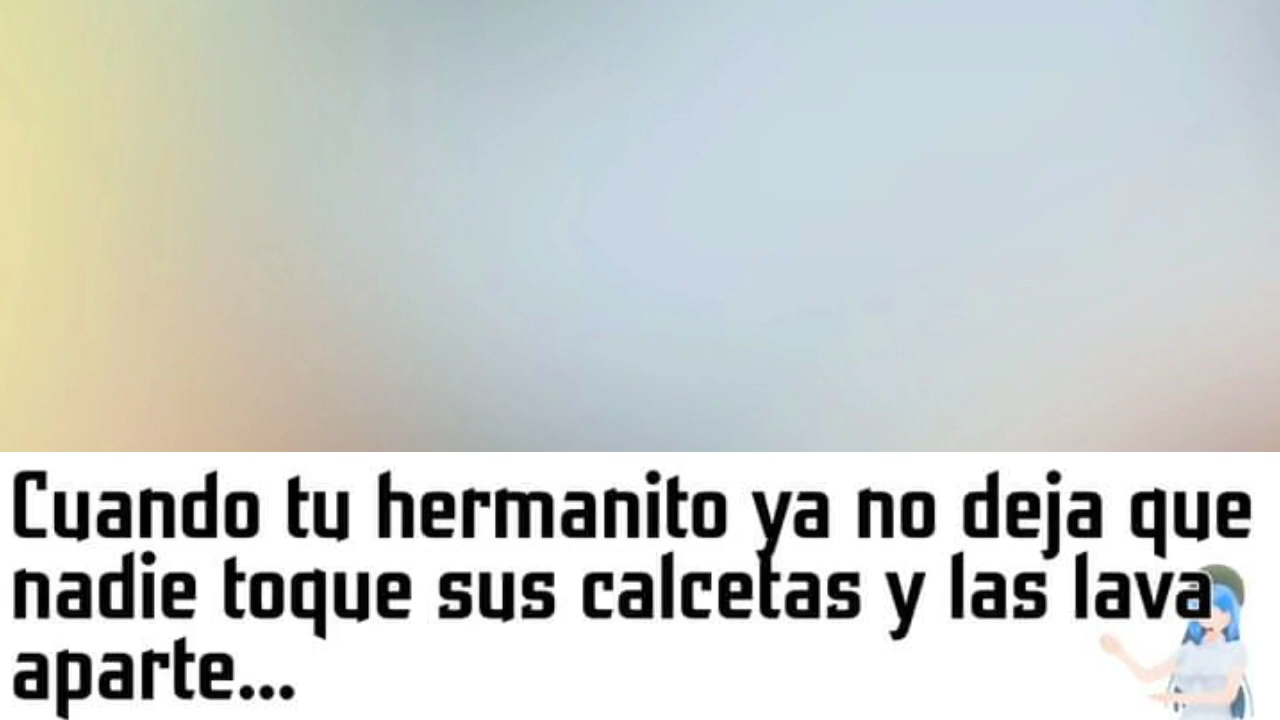 Cuando tu hermanito ya no deja que
nadie toque sus calcetas y las lava
aparte...